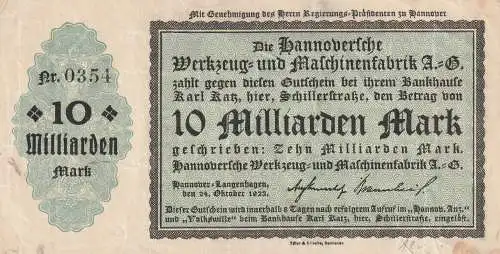 Mit Genehmigung des Herrn Regierungs-Präsidenten zu Hannover
Die Hannoversche
Werkzeug- und Maschinenfabrik A.-G.
zahlt gegen diesen Gutschein bei ihrem Bankhause
Karl Katz, hier, Schillerstraße, den Betrag von
10 Milliarden Mark
geschrieben: Zehn Milliarden Mark.
Hannoversche Werkzeug- und Maschinenfabrik A.-G.
Hannover-Langenhagen,
den 24. Oktober 1923.
Dieser Gutschein wird innerhalb 8 Tagen nach erfolgtem Aufruf im "Hannov. Anz."
und "Volkswille" beim Bankhause Karl Katz, hier, Schillerstraße, eingelöst.
Nr. 0354
10
Milliarden
Mark